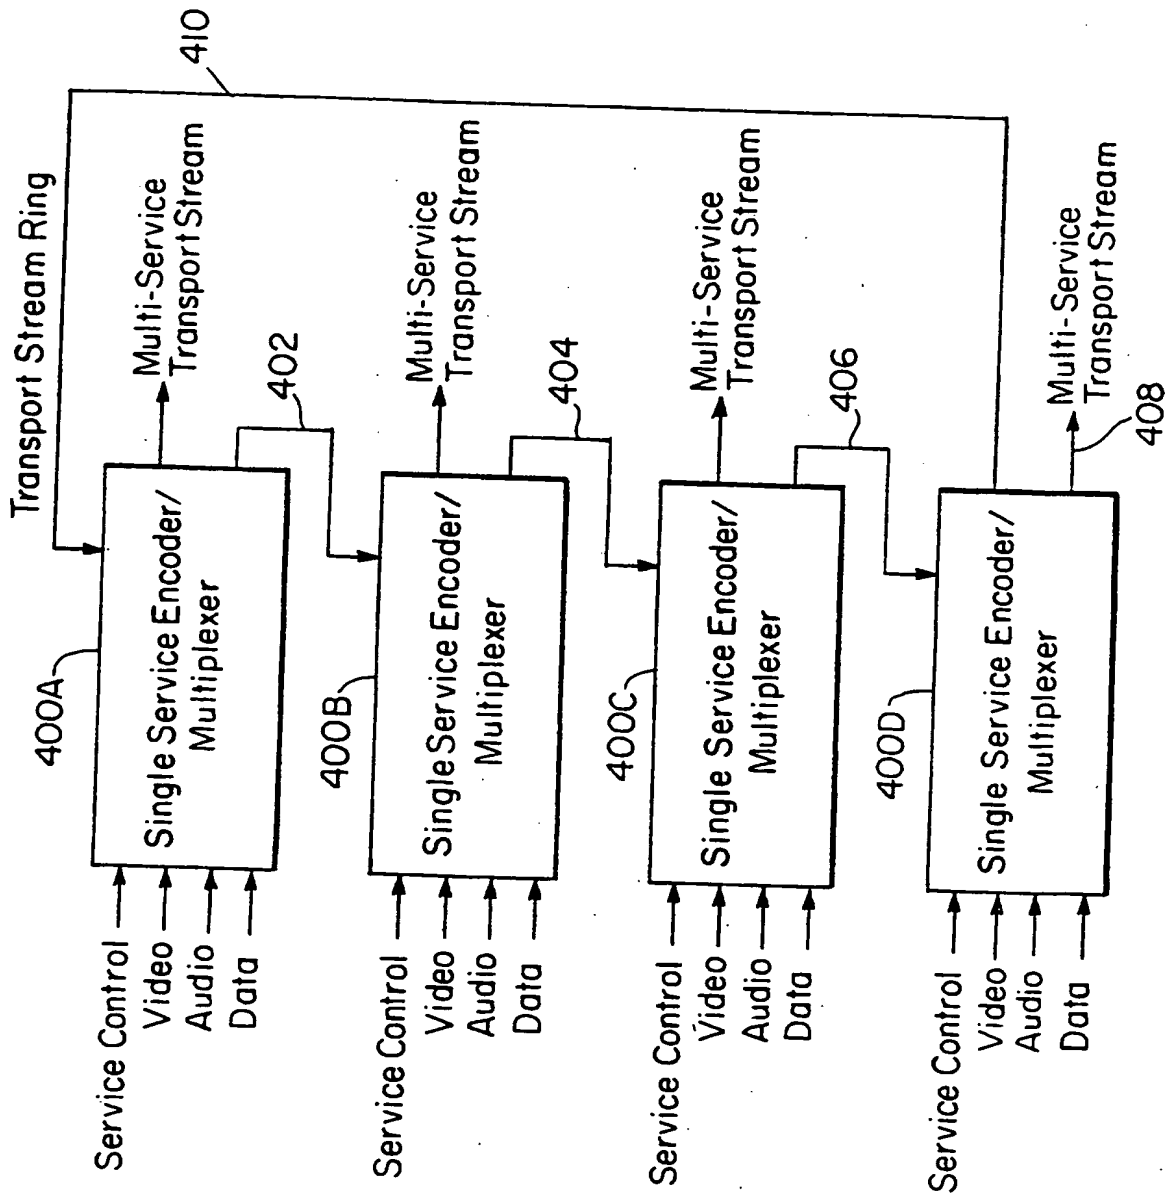 Transport Stream Ring
410
400A
Service Control
Video
Audio
Data
Single Service Encoder/
Multiplexer
Multi-Service
Transport Stream
402
400B
Service Control
Video
Audio
Data
Single Service Encoder/
Multiplexer
Multi-Service
Transport Stream
404
400C
Service Control
Video
Audio
Data
Single Service Encoder/
Multiplexer
Multi-Service
Transport Stream
406
400D
Service Control
Video
Audio
Data
Single Service Encoder/
Multiplexer
Multi-Service
Transport Stream
408